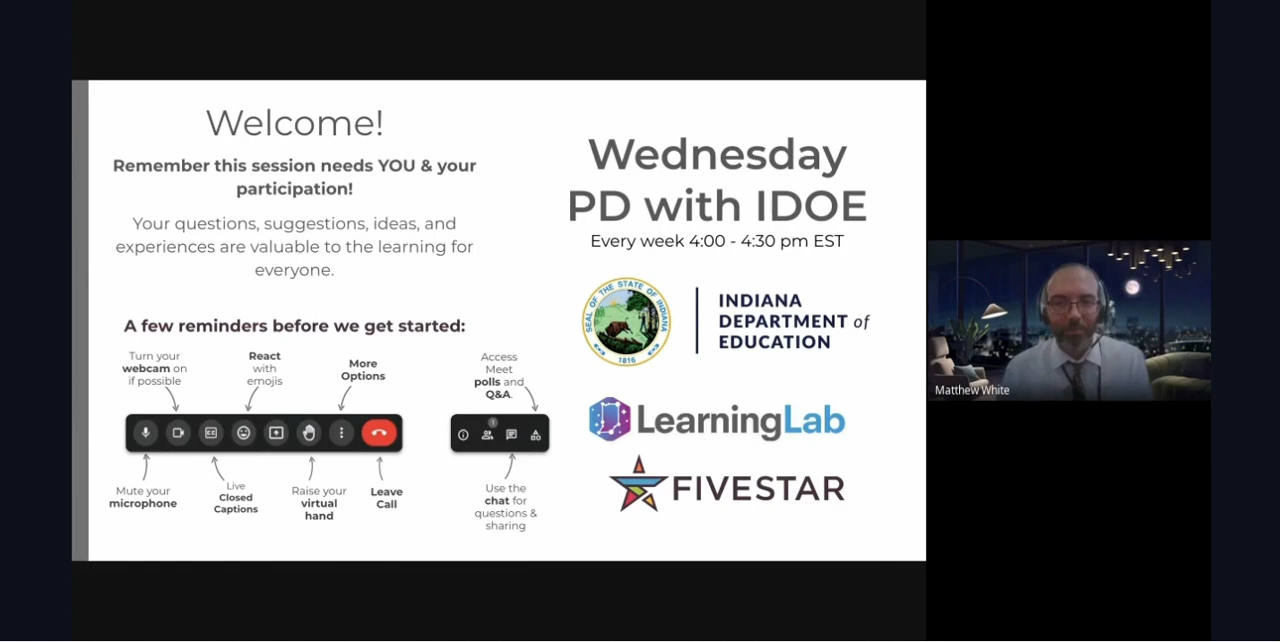 Welcome!
Remember this session needs YOU & your
participation!
Your questions, suggestions, ideas, and
experiences are valuable to the learning for
everyone.
A few reminders before we get started:
Turn your
webcam on
if possible
React
with
emojis
More
Options
Access
Meet
polls and
Q&A.
CC
1
Mute your
microphone
Live
Closed
Captions
Raise your
virtual
hand
Leave
Call
Use the
chat for
questions &
sharing
Wednesday
PD with IDOE
Every week 4:00 - 4:30 pm EST
SEAL OF THE STATE OF INDIANA
1816
INDIANA
DEPARTMENT of
EDUCATION
LearningLab
FIVESTAR
Matthew White